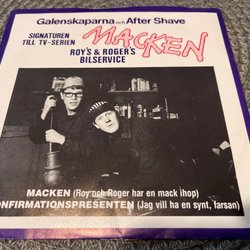 Galenskaparna och After Shave
SIGNATUREN
TILL TV-SERIEN
MACKEN
ROY'S & ROGER'S
BILSERVICE
MACKEN (Roy och Roger har en mack ihop)
KONFIRMATIONSPRESENTEN (Jag vill ha en synt, farsan)